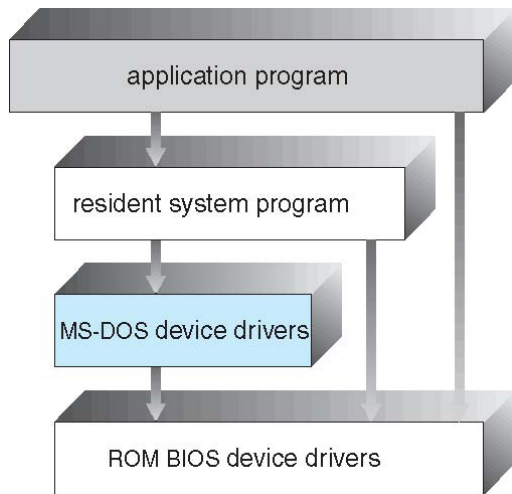 application program
resident system program
MS-DOS device drivers
ROM BIOS device drivers